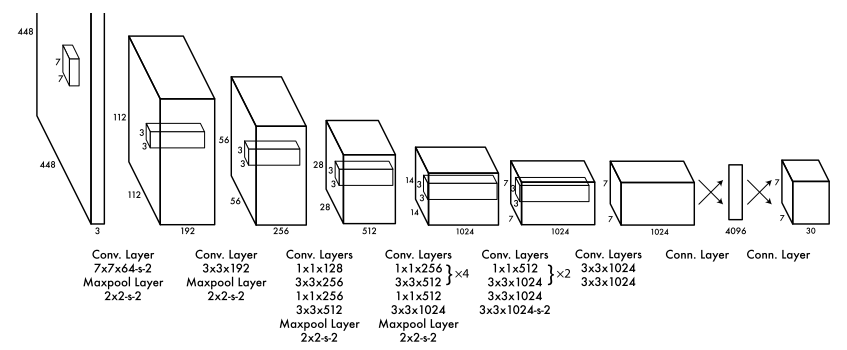 448
7
7
448
3
112
3
3
112
192
56
3
3
56
256
28
3
3
28
512
14
3
3
14
1024
7
3
3
7
1024
7
7
1024
4096
7
7
30
Conv. Layer
7x7x64-s-2
Maxpool Layer
2x2-s-2
Conv. Layer
3x3x192
Maxpool Layer
2x2-s-2
Conv. Layers
1x1x128
3x3x256
1x1x256
3x3x512
Maxpool Layer
2x2-s-2
Conv. Layers
1x1x256
3x3x512
}×4
1x1x512
3x3x1024
Maxpool Layer
2x2-s-2
Conv. Layers
1x1x512
3x3x1024
}×2
3x3x1024
3x3x1024-s-2
Conv. Layers
3x3x1024
3x3x1024
Conn. Layer
Conn. Layer